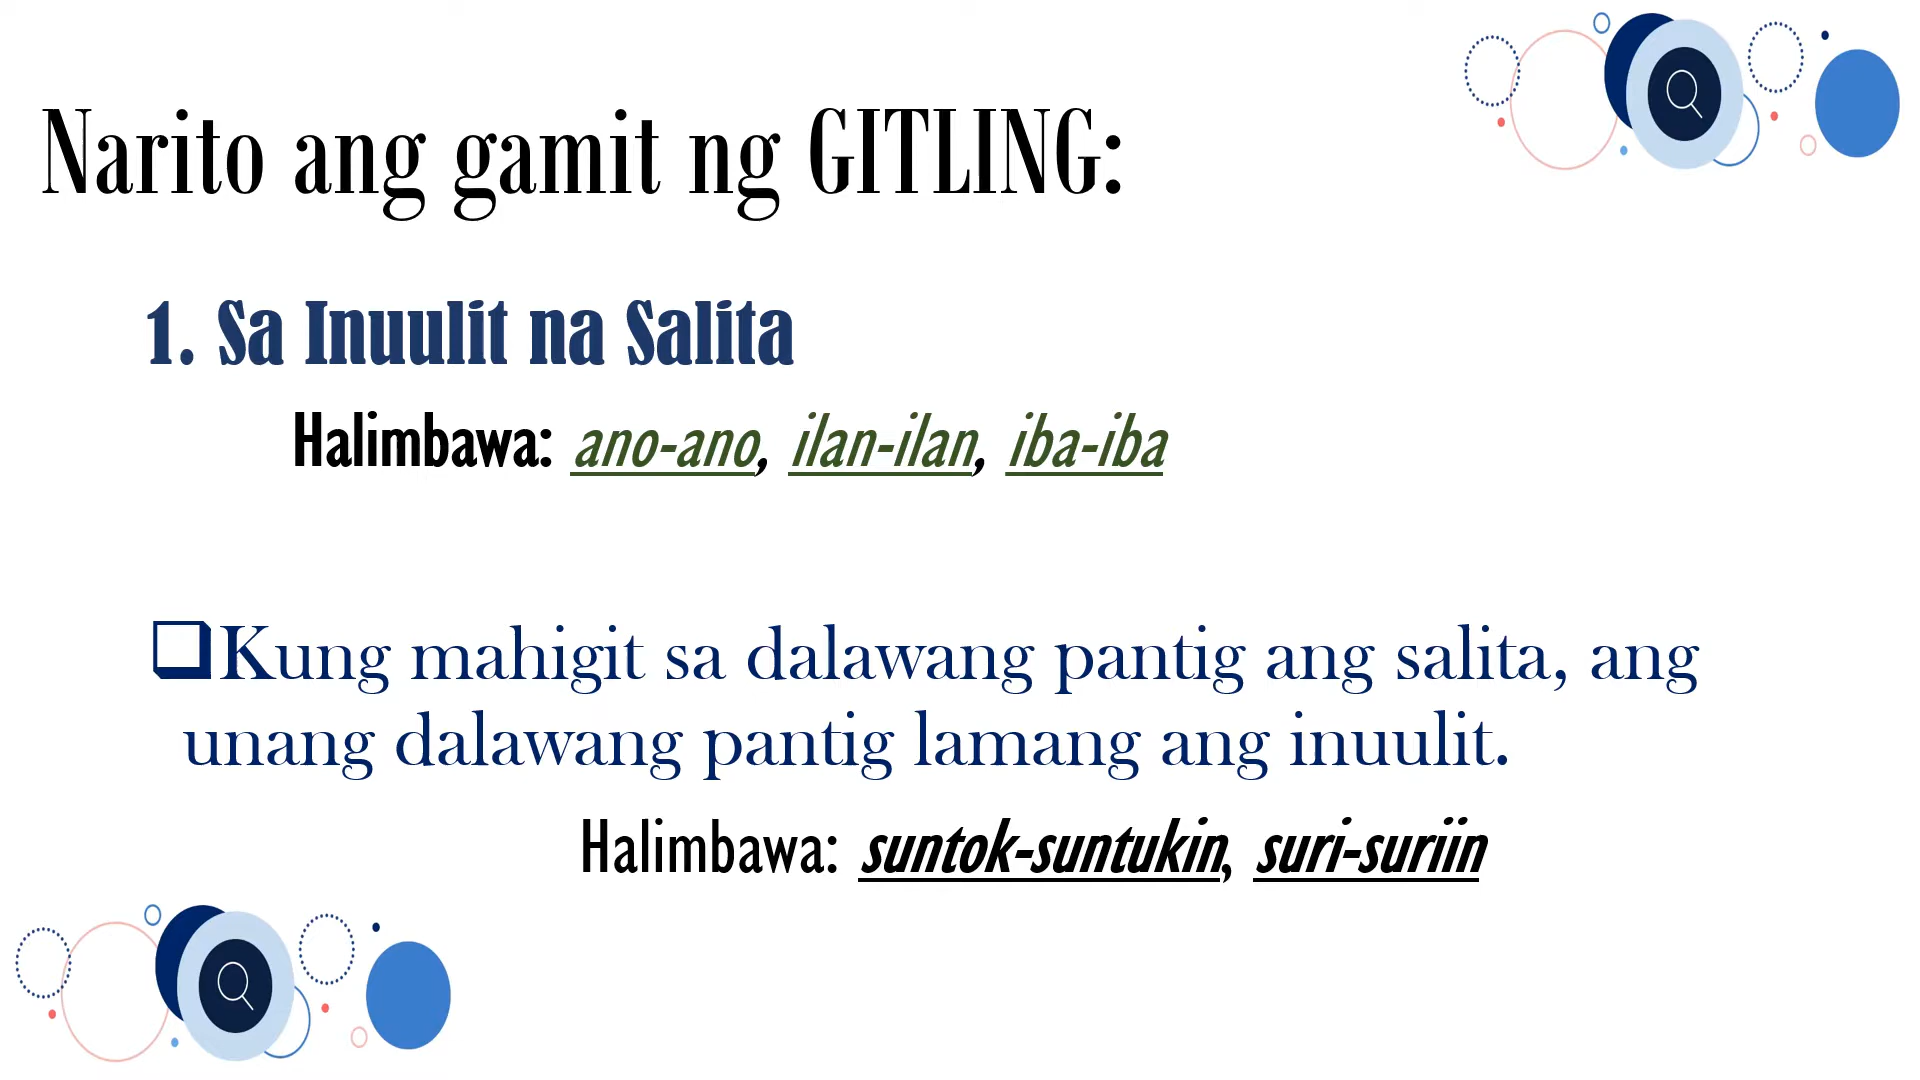 Narito ang gamit ng GITLING:
1. Sa Inuulit na Salita
Halimbawa: ano-ano, ilan-ilan, iba-iba
❑Kung mahigit sa dalawang pantig ang salita, ang
unang dalawang pantig lamang ang inuulit.
Halimbawa: suntok-suntukin, suri-suriin